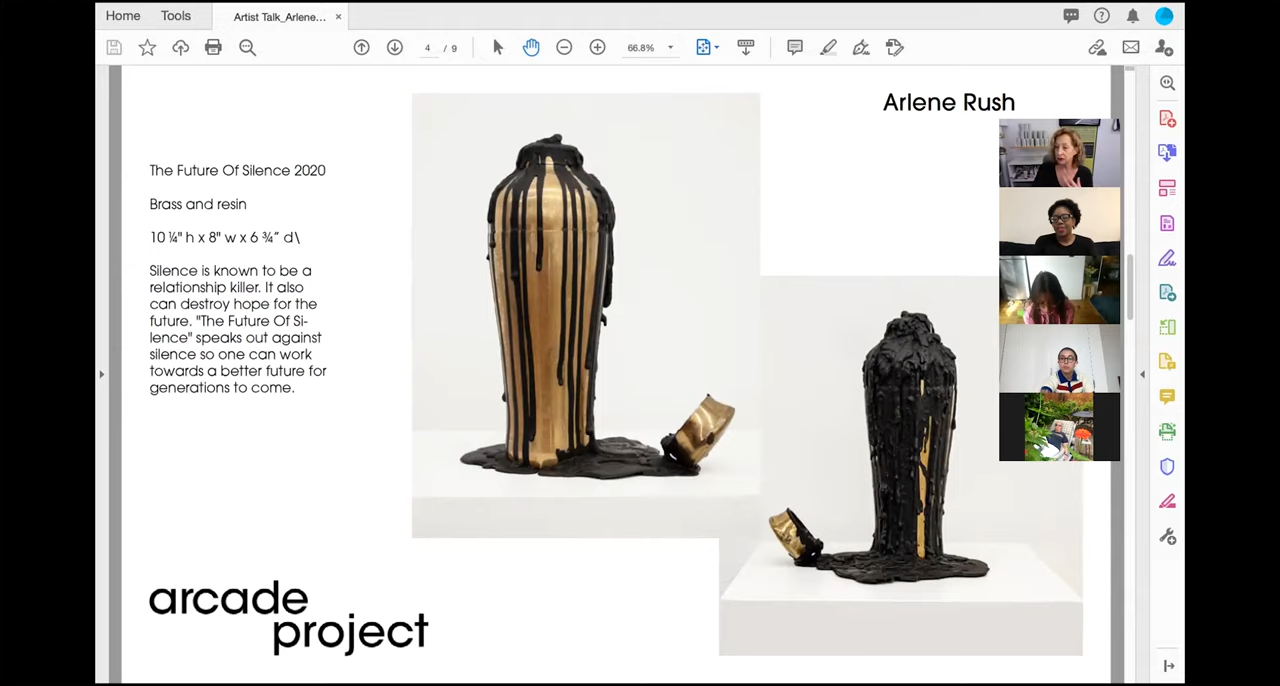 Home Tools Artist Talk_Arlene... ×
4 / 9 66.8%
Arlene Rush
The Future Of Silence 2020
Brass and resin
10 ¼" h x 8" w x 6 ¾” d\
Silence is known to be a
relationship killer. It also
can destroy hope for the
future. "The Future Of Si-
lence" speaks out against
silence so one can work
towards a better future for
generations to come.
arcade
project